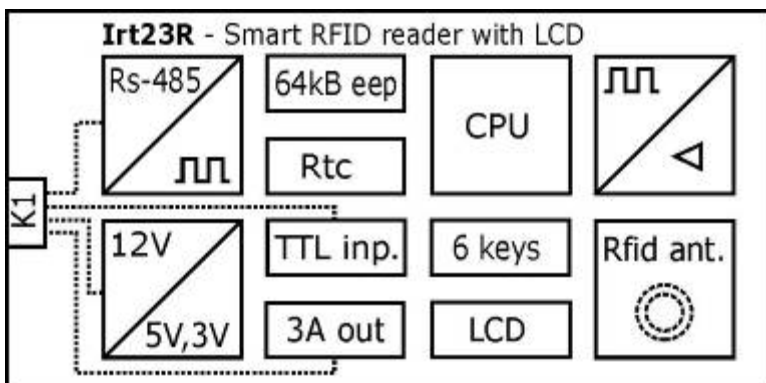 Irt23R - Smart RFID reader with LCD
Rs-485
64kB eep
CPU
Rtc
K1
12V
5V,3V
TTL inp.
6 keys
Rfid ant.
3A out
LCD